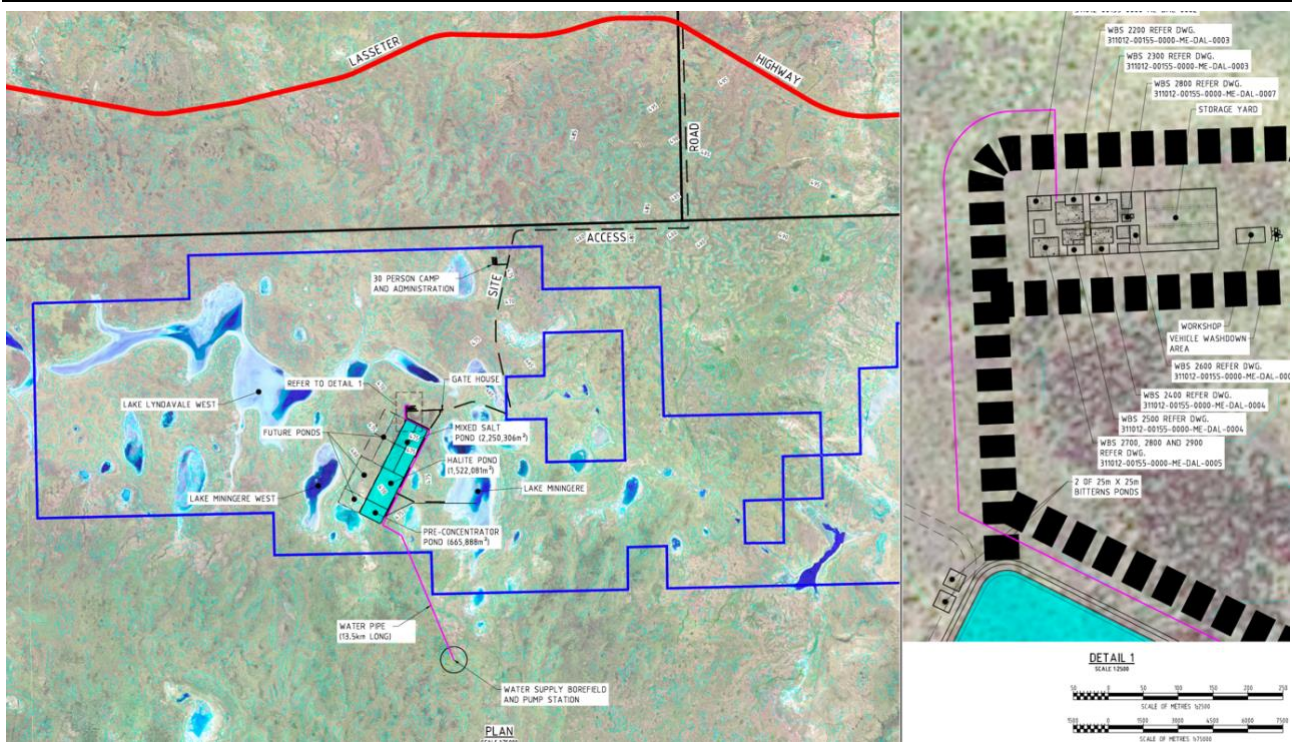 LASSETER
HIGHWAY
ROAD
ACCESS
SITE
30 PERSON CAMP
AND ADMINISTRATION
REFER TO DETAIL 1
GATE HOUSE
LAKE LYNDAVALE WEST
FUTURE PONDS
MIXED SALT
POND (2,250,306m²)
HALITE POND
(1,522,081m²)
LAKE MININGERE WEST
LAKE MININGERE
PRE-CONCENTRATOR
POND (665,888m²)
WATER PIPE
(13.5km LONG)
WATER SUPPLY BOREFIELD
AND PUMP STATION
PLAN
WBS 2200 REFER DWG.
311012-00155-0000-ME-DAL-0003
WBS 2300 REFER DWG.
311012-00155-0000-ME-DAL-0003
WBS 2800 REFER DWG.
311012-00155-0000-ME-DAL-0007
STORAGE YARD
WORKSHOP
VEHICLE WASHDOWN
AREA
WBS 2600 REFER DWG.
311012-00155-0000-ME-DAL-000
WBS 2400 REFER DWG.
311012-00155-0000-ME-DAL-0004
WBS 2500 REFER DWG.
311012-00155-0000-ME-DAL-0004
WBS 2700, 2800 AND 2900
REFER DWG.
311012-00155-0000-ME-DAL-0005
2 OF 25m X 25m
BITTERNS PONDS
DETAIL 1
SCALE 1:2500
50 0 50 100 150 200 250
SCALE OF METRES 1:2500
1500 0 1500 3000 4500 6000 7500
SCALE OF METRES 1:75000